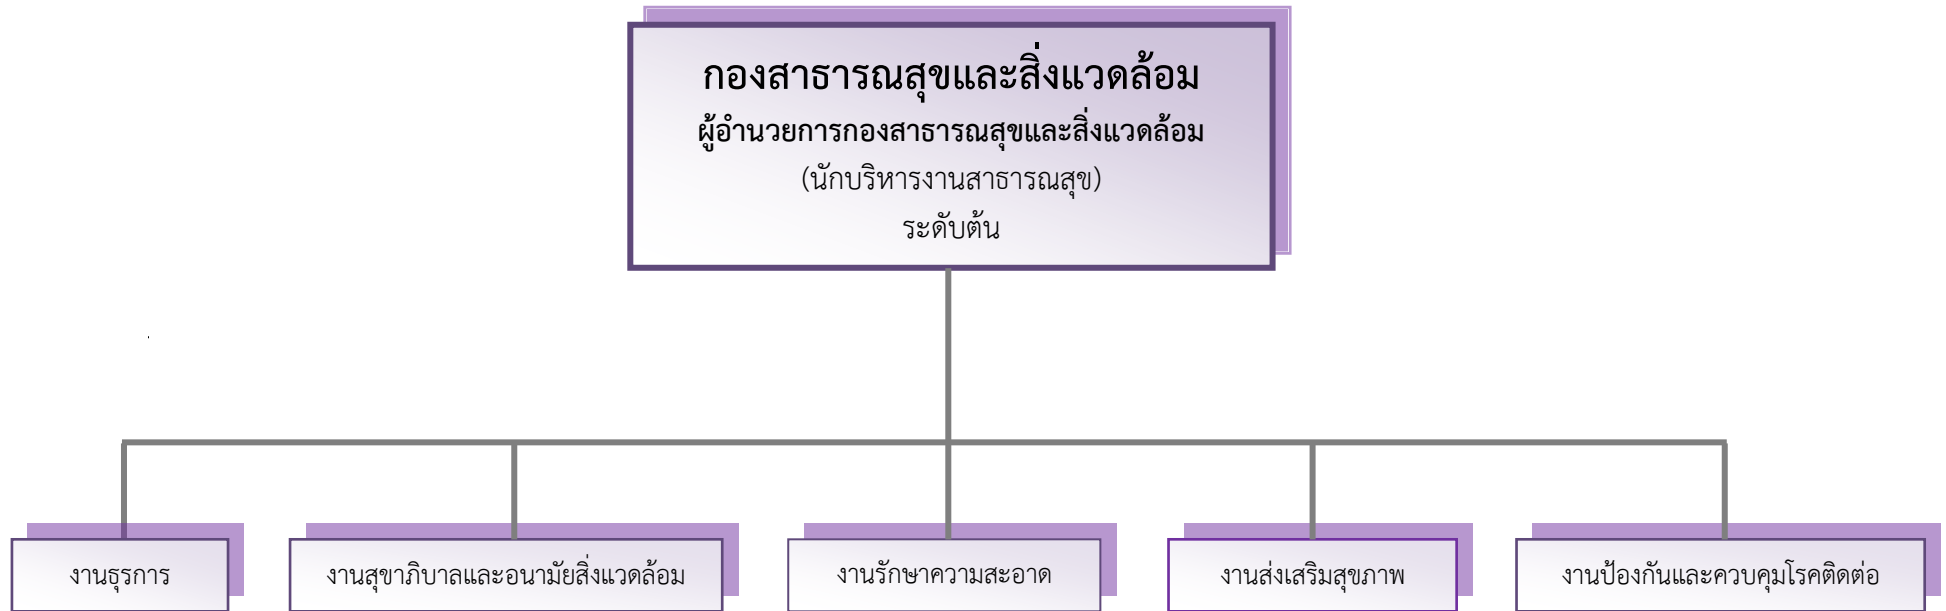 กองสาธารณสุขและสิ่งแวดล้อม
ผู้อำนวยการกองสาธารณสุขและสิ่งแวดล้อม
(นักบริหารงานสาธารณสุข)
ระดับต้น
งานธุรการ
งานสุขาภิบาลและอนามัยสิ่งแวดล้อม
งานรักษาความสะอาด
งานส่งเสริมสุขภาพ
งานป้องกันและควบคุมโรคติดต่อ